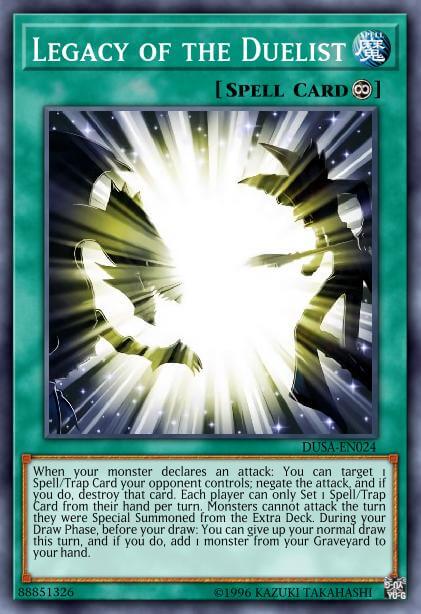 LEGACY OF THE DUELIST
SPELL
魔
[SPELL CARD]
DUSA-EN024
When your monster declares an attack: You can target 1
Spell/Trap Card your opponent controls; negate the attack, and if
you do, destroy that card. Each player can only Set 1 Spell/Trap
Card from their hand per turn. Monsters cannot attack the turn
they were Special Summoned from the Extra Deck. During your
Draw Phase, before your draw: You can give up your normal draw
this turn, and if you do, add 1 monster from your Graveyard to
your hand.
88851326
©1996 KAZUKI TAKAHASHI